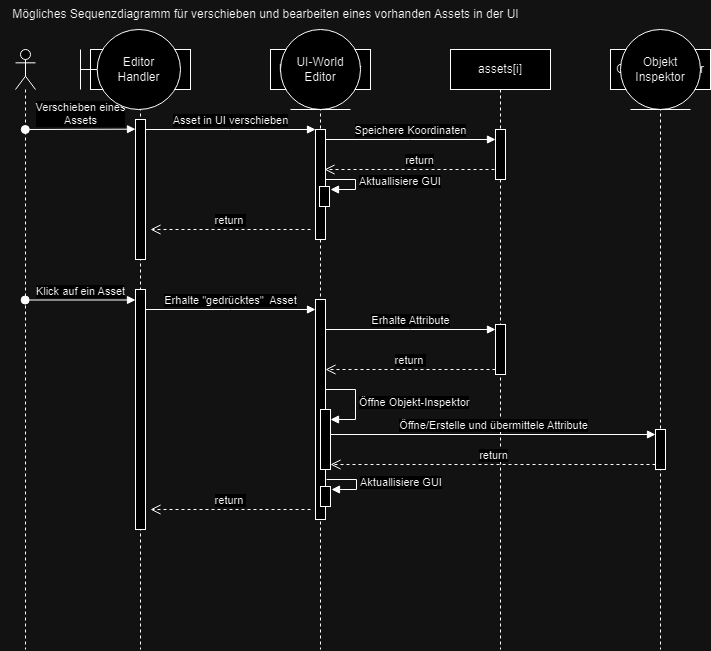 Mögliches Sequenzdiagramm für verschieben und bearbeiten eines vorhanden Assets in der UI
Editor
Handler
UI-World
Editor
assets[i]
Objekt
Inspektor
Verschieben eines
Assets
Asset in UI verschieben
Speichere Koordinaten
return
Aktuallisiere GUI
return
Klick auf ein Asset
Erhalte "gedrücktes" Asset
Erhalte Attribute
return
Öffne Objekt-Inspektor
Öffne/Erstelle und übermittele Attribute
return
Aktuallisiere GUI
return